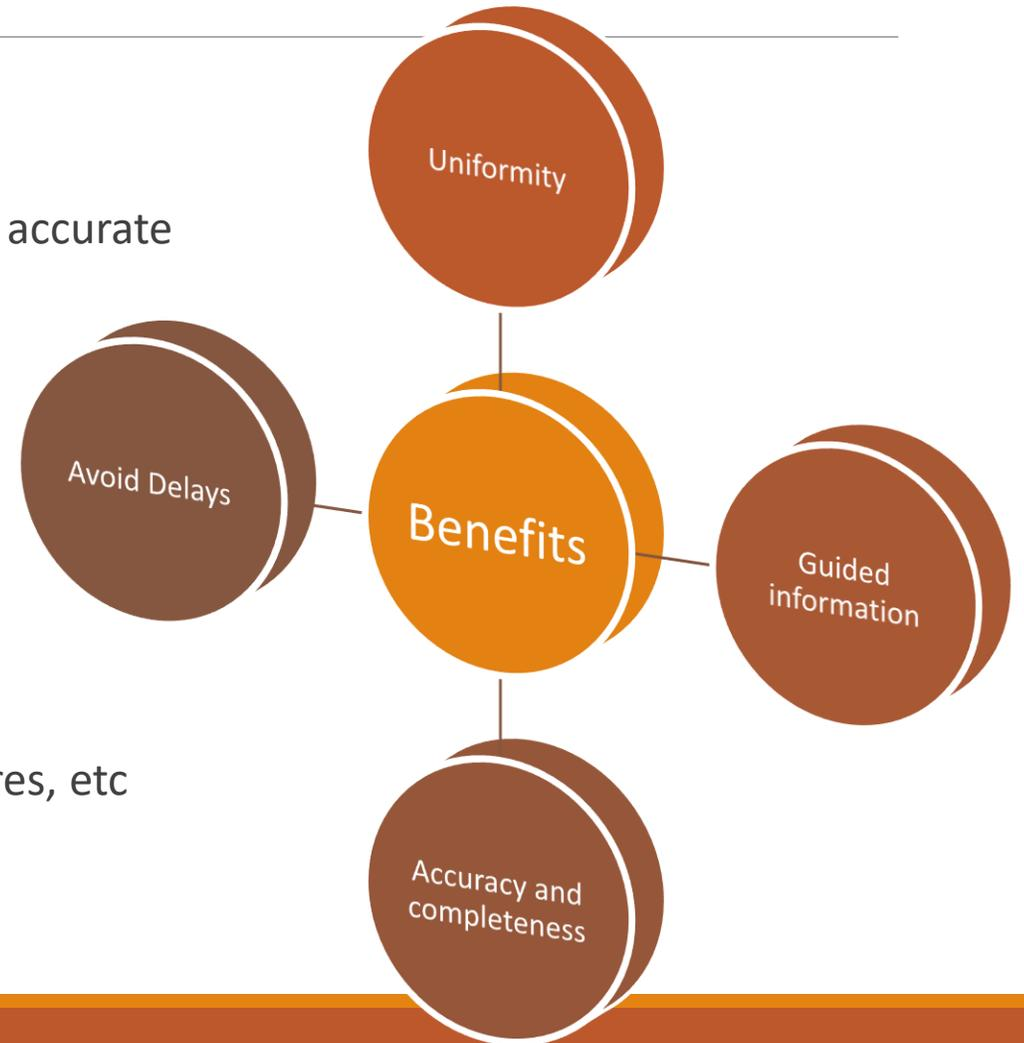 Uniformity
accurate
Avoid Delays
Benefits
Guided
information
res, etc
Accuracy and
completeness